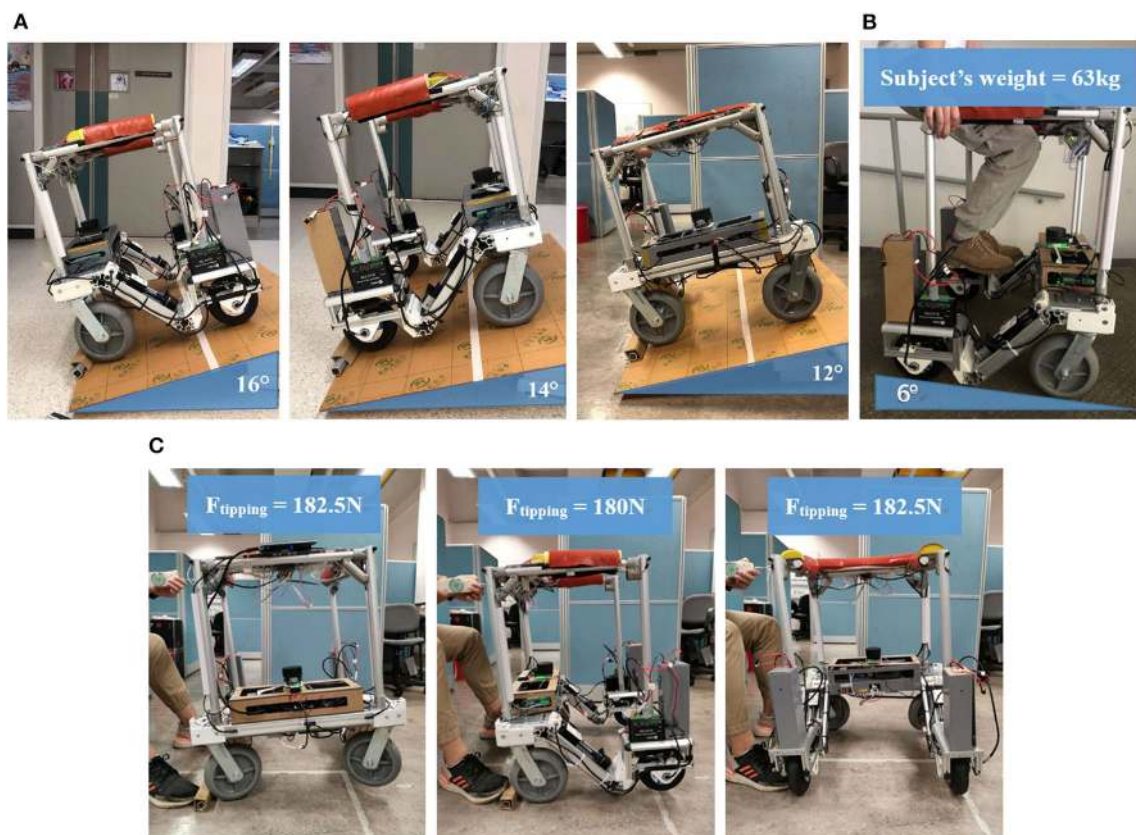 A
B
Subject's weight = 63kg
16°
14°
12°
6°
C
Ftipping = 182.5N
Ftipping = 180N
Ftipping = 182.5N